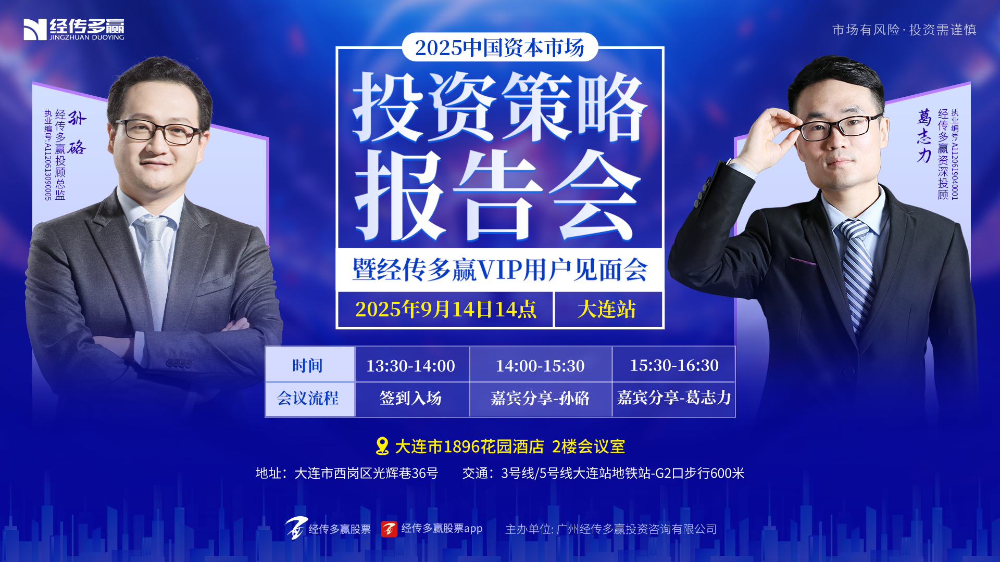 经传多赢
JINGZHUAN DUOYING
市场有风险·投资需谨慎
2025中国资本市场
投资策略
报告会
暨经传多赢VIP用户见面会
2025年9月14日14点
大连站
孙硌
经传多赢投顾总监
执业编号:A1120613090005
葛志力
经传多赢资深投顾
执业编号:A1120619040001
时间 13:30-14:00 14:00-15:30 15:30-16:30
会议流程 签到入场 嘉宾分享-孙硌 嘉宾分享-葛志力
大连市1896花园酒店 2楼会议室
地址：大连市西岗区光辉巷36号 交通：3号线/5号线大连站地铁站-G2口步行600米
经传多赢股票 经传多赢股票app 主办单位: 广州经传多赢投资咨询有限公司